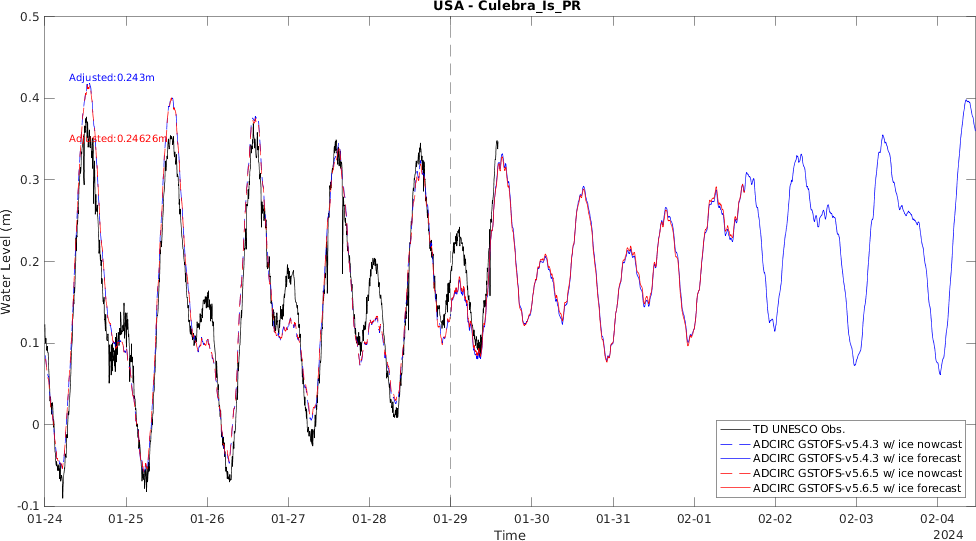 USA - Culebra_Is_PR
0.5
0.4
0.3
0.2
0.1
0
-0.1
Water Level (m)
Adjusted:0.243m
Adjusted:0.24626m
TD UNESCO Obs.
ADCIRC GSTOFS-v5.4.3 w/ ice nowcast
ADCIRC GSTOFS-v5.4.3 w/ ice forecast
ADCIRC GSTOFS-v5.6.5 w/ ice nowcast
ADCIRC GSTOFS-v5.6.5 w/ ice forecast
01-24 01-25 01-26 01-27 01-28 01-29 01-30 01-31 02-01 02-02 02-03 02-04
Time
2024